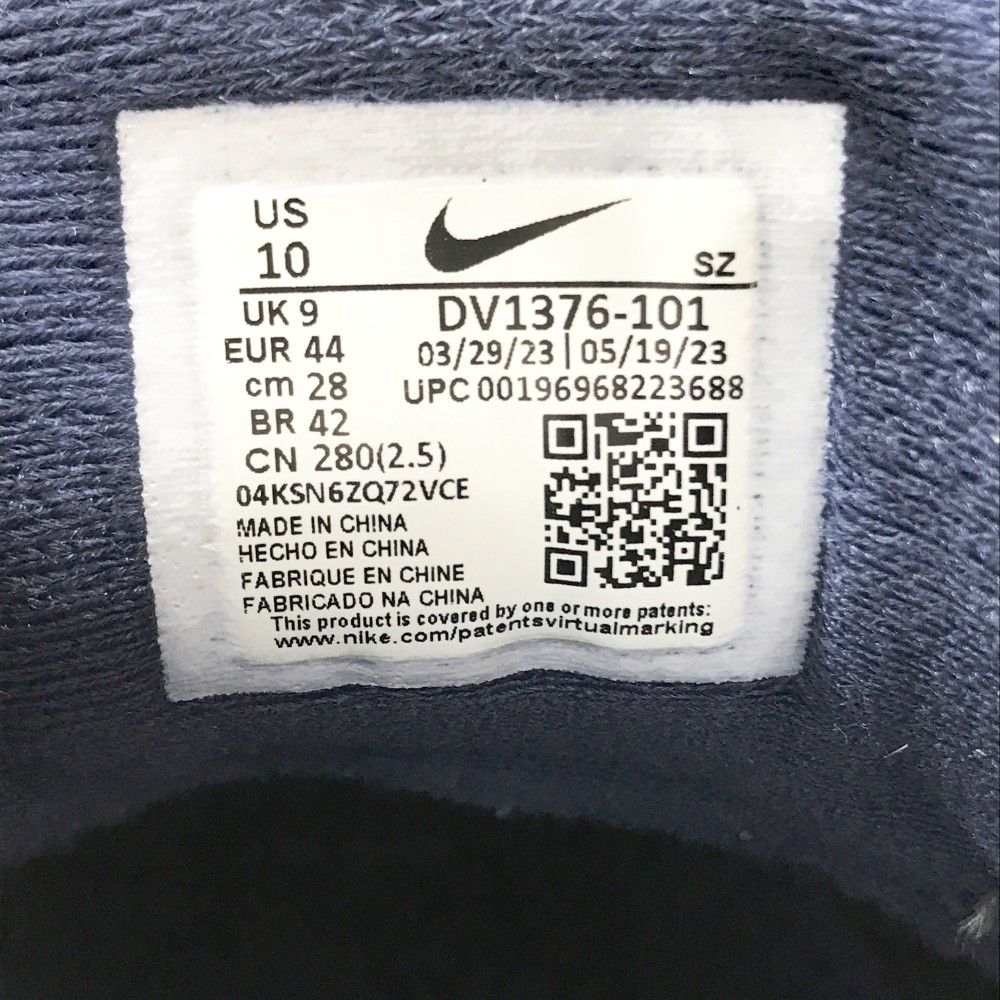 US
10
SZ
UK 9
DV1376-101
EUR 44
03/29/23 | 05/19/23
cm 28
UPC 00196968223688
BR 42
CN 280(2.5)
04KSN6ZQ72VCE
MADE IN CHINA
HECHO EN CHINA
FABRIQUE EN CHINE
FABRICADO NA CHINA
This product is covered by one or more patents:
www.nike.com/patentsvirtualmarking